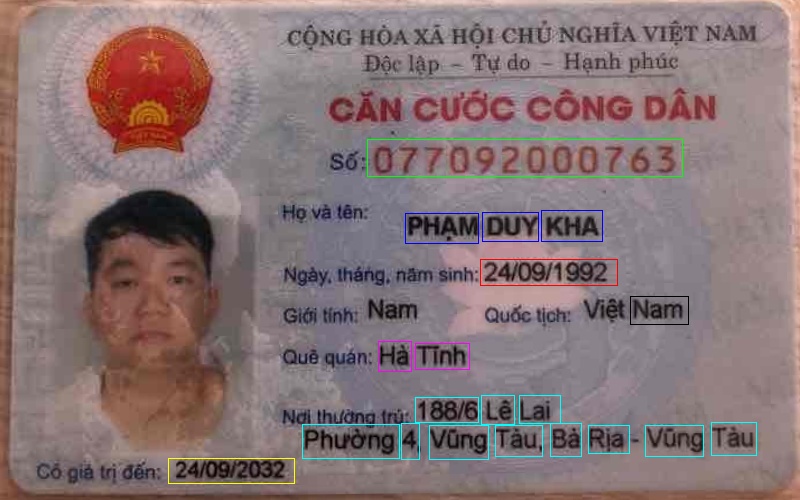 CỘNG HÒA XÃ HỘI CHỦ NGHĨA VIỆT NAM
Độc lập – Tự do – Hạnh phúc
CĂN CƯỚC CÔNG DÂN
Số: 077092000763
Họ và tên: PHẠM DUY KHA
Ngày, tháng, năm sinh: 24/09/1992
Giới tính: Nam Quốc tịch: Việt Nam
Quê quán: Hà Tĩnh
Nơi thường trú: 188/6 Lê Lai
Phường 4, Vũng Tàu, Bà Rịa - Vũng Tàu
Có giá trị đến: 24/09/2032